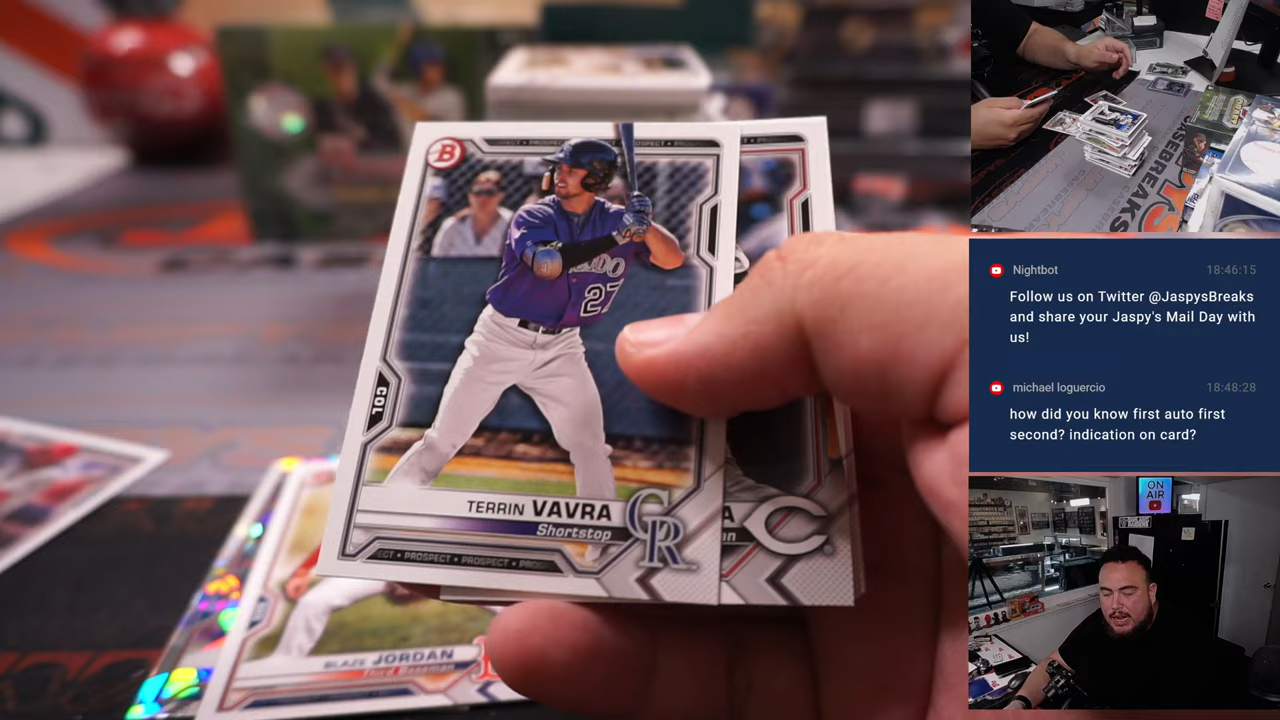 B
COL
27
TERRIN VAVRA
Shortstop
CR
PROSPECT • PROSPECT
C
BLAZE JORDAN
Third Baseman
CASEBREAKS
Nightbot 18:46:15
Follow us on Twitter @JaspysBreaks
and share your Jaspy's Mail Day with
us!
michael loguercio 18:48:28
how did you know first auto first
second? indication on card?
ON
AIR